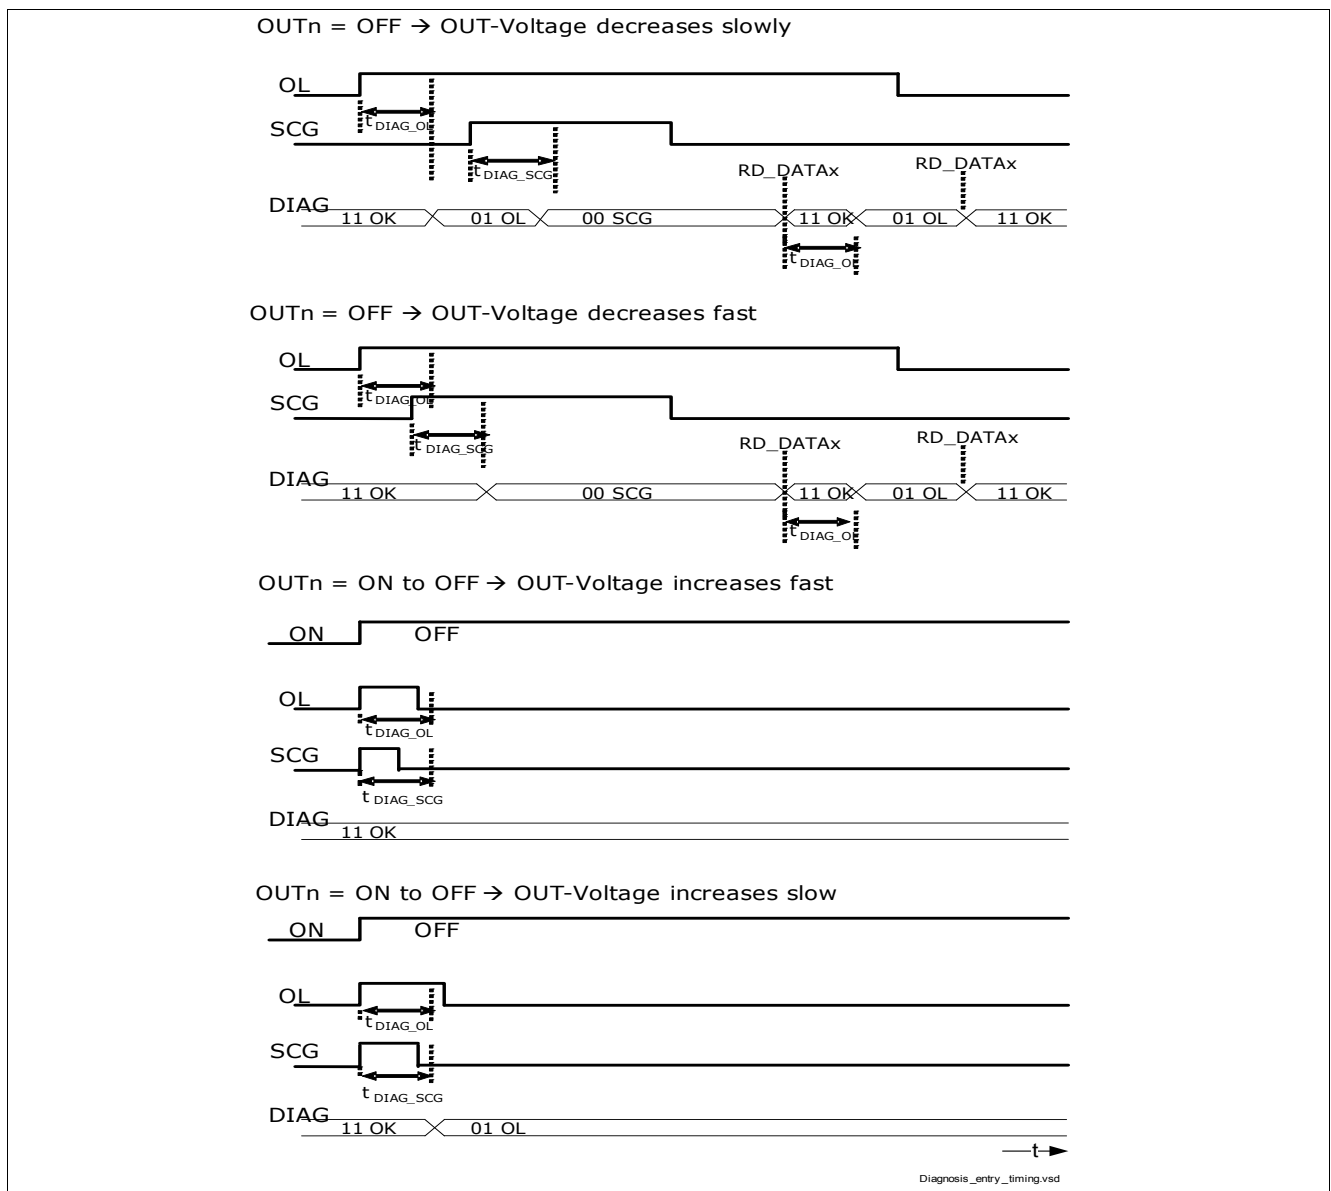 OUTn = OFF → OUT-Voltage decreases slowly
OL
t DIAG_OL
SCG
t DIAG_SCG
RD_DATAx RD_DATAx
DIAG
11 OK 01 OL 00 SCG 11 OK 01 OL 11 OK
t DIAG_OL
OUTn = OFF → OUT-Voltage decreases fast
OL
t DIAG_OL
SCG
t DIAG_SCG
RD_DATAx RD_DATAx
DIAG
11 OK 00 SCG 11 OK 01 OL 11 OK
t DIAG_OL
OUTn = ON to OFF → OUT-Voltage increases fast
ON OFF
OL
t DIAG_OL
SCG
t DIAG_SCG
DIAG
11 OK
OUTn = ON to OFF → OUT-Voltage increases slow
ON OFF
OL
t DIAG_OL
SCG
t DIAG_SCG
DIAG
11 OK 01 OL
t
Diagnosis_entry_timing.vsd